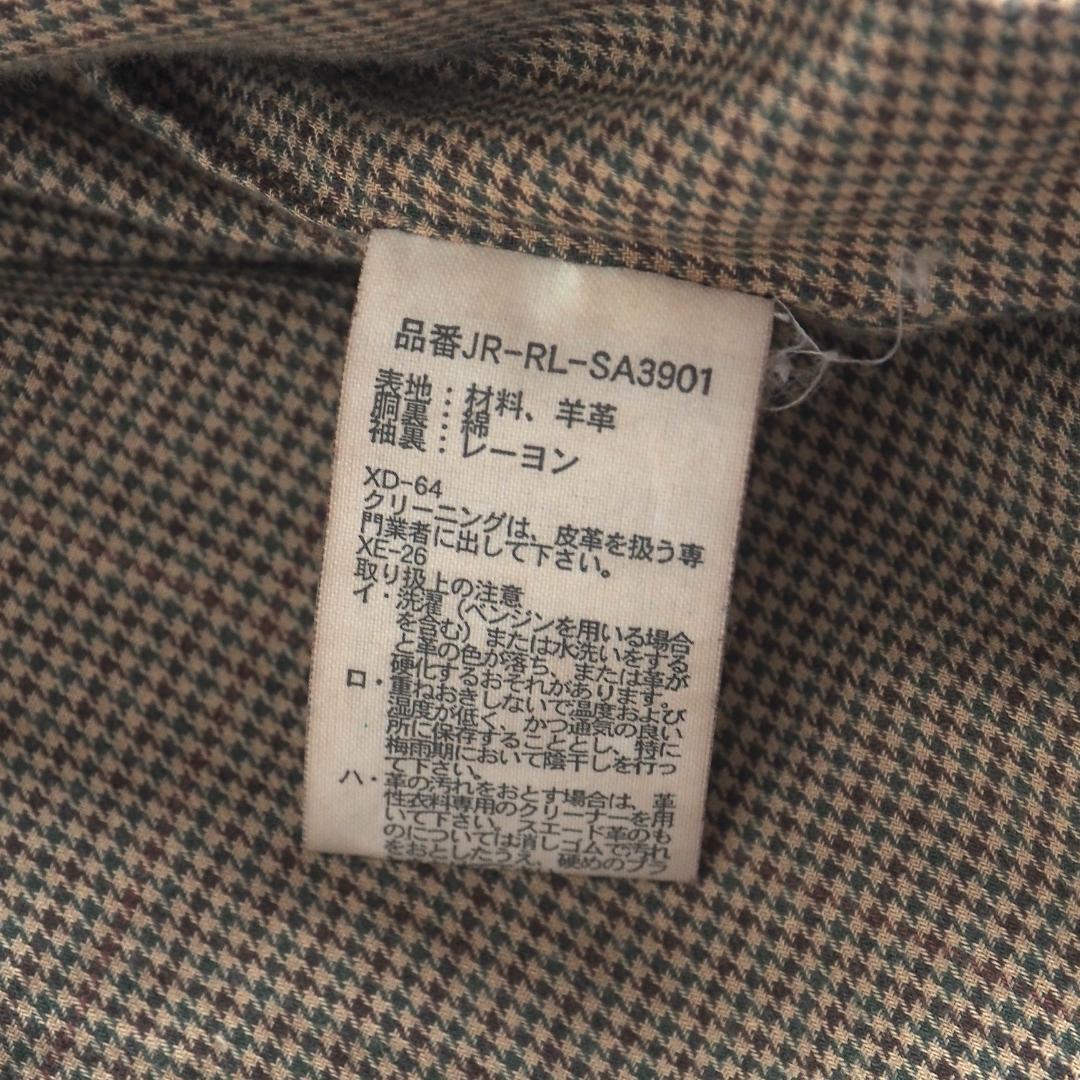 品番JR-RL-SA3901
表地：材料、羊革
胴裏：綿
袖裏：レーヨン
XD-64
クリーニングは、皮革を扱う専
門業者に出して下さい。
XE-26
取り扱上の注意
イ・洗濯（ベンジンを用いる場合
を含む）または水洗いをする
と革の色が落ち、または革が
硬化するおそれがあります。
ロ・重ねおきしないで温度および
湿度が低く、かつ通気の良い
所に保存することとし、特に
梅雨期において陰干しを行っ
て下さい。
ハ・革の汚れをおとす場合は、革
性衣料専用のクリーナーを用
いて下さい。スエード革のも
のについては消しゴムで汚れ
をおとしたうえ、硬めのブラ